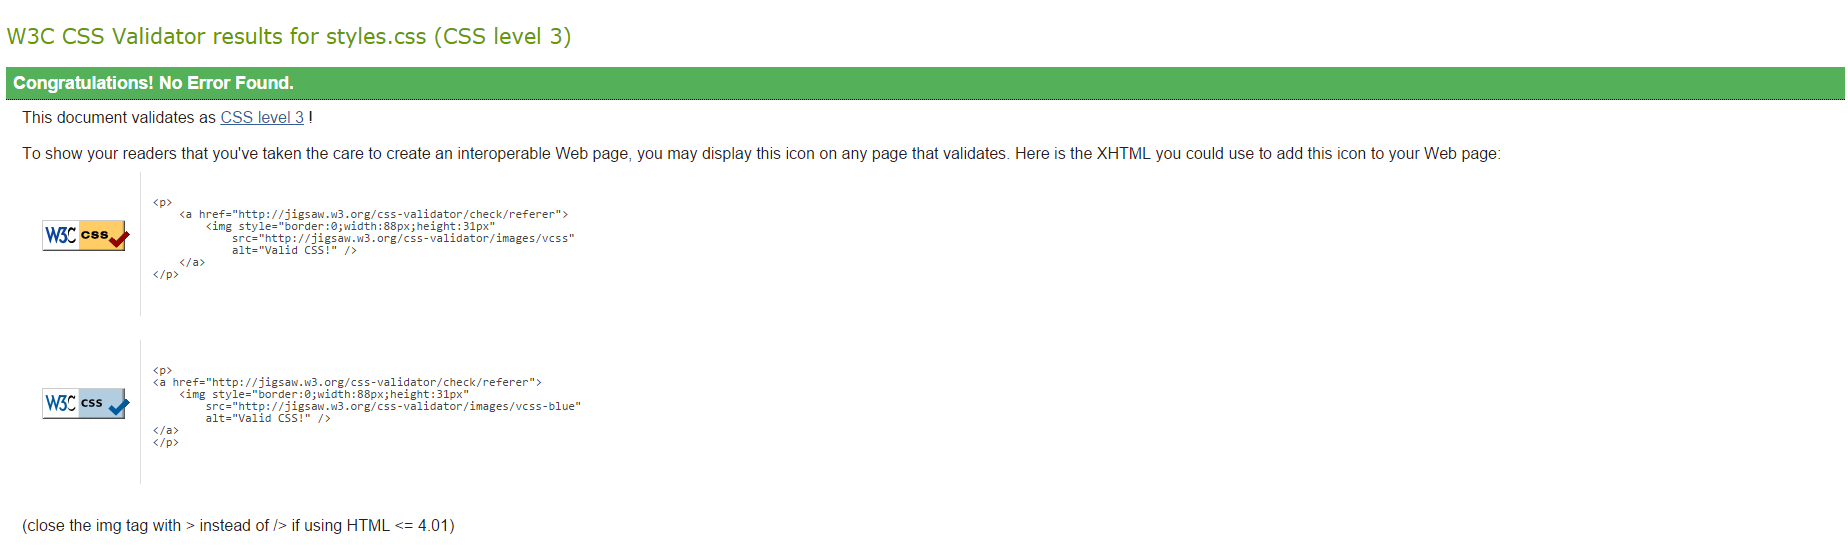 W3C CSS Validator results for styles.css (CSS level 3)
Congratulations! No Error Found.
This document validates as CSS level 3 !
To show your readers that you've taken the care to create an interoperable Web page, you may display this icon on any page that validates. Here is the XHTML you could use to add this icon to your Web page:
W3C css
<p>
    <a href="http://jigsaw.w3.org/css-validator/check/referer">
        <img style="border:0;width:88px;height:31px"
            src="http://jigsaw.w3.org/css-validator/images/vcss"
            alt="Valid CSS!" />
    </a>
</p>
W3C css
<p>
<a href="http://jigsaw.w3.org/css-validator/check/referer">
    <img style="border:0;width:88px;height:31px"
        src="http://jigsaw.w3.org/css-validator/images/vcss-blue"
        alt="Valid CSS!" />
</a>
</p>
(close the img tag with > instead of /> if using HTML <= 4.01)